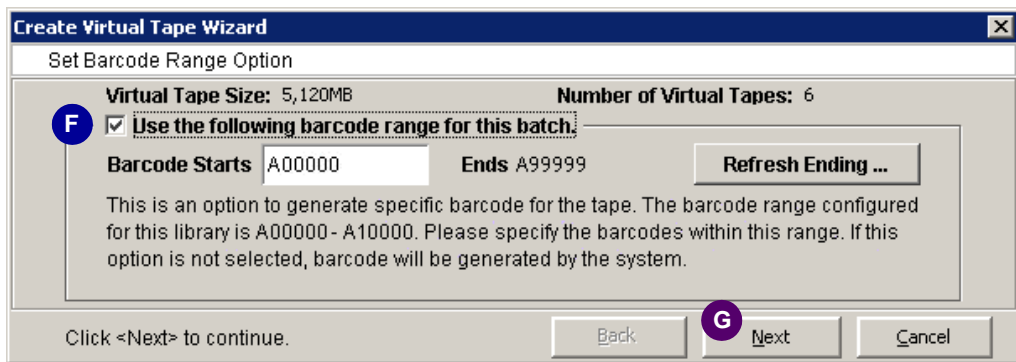 Create Virtual Tape Wizard
Set Barcode Range Option
Virtual Tape Size: 5,120MB Number of Virtual Tapes: 6
F Use the following barcode range for this batch.
Barcode Starts A00000 Ends A99999 Refresh Ending ...
This is an option to generate specific barcode for the tape. The barcode range configured
for this library is A00000 - A10000. Please specify the barcodes within this range. If this
option is not selected, barcode will be generated by the system.
Click <Next> to continue. Back G Next Cancel